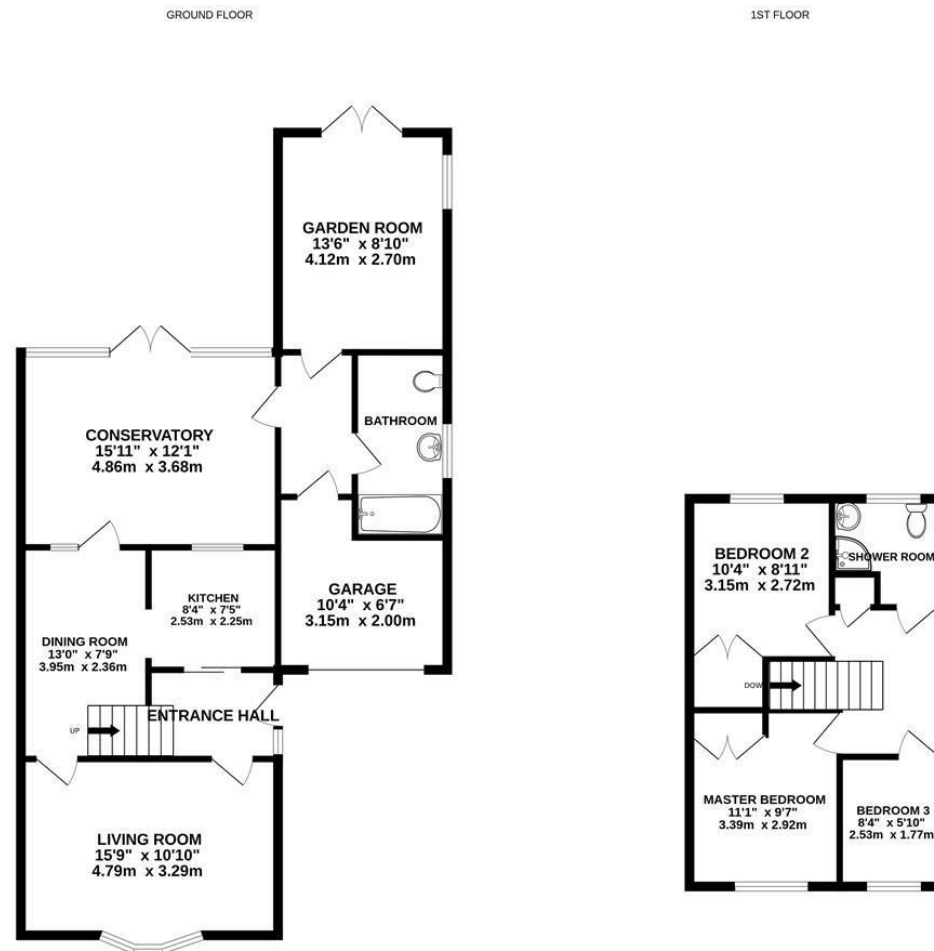 GROUND FLOOR
1ST FLOOR
GARDEN ROOM
13'6" x 8'10"
4.12m x 2.70m
BATHROOM
CONSERVATORY
15'11" x 12'1"
4.86m x 3.68m
GARAGE
10'4" x 6'7"
3.15m x 2.00m
KITCHEN
8'4" x 7'5"
2.53m x 2.25m
DINING ROOM
13'0" x 7'9"
3.95m x 2.36m
ENTRANCE HALL
UP
LIVING ROOM
15'9" x 10'10"
4.79m x 3.29m
BEDROOM 2
10'4" x 8'11"
3.15m x 2.72m
SHOWER ROOM
DOW
MASTER BEDROOM
11'1" x 9'7"
3.39m x 2.92m
BEDROOM 3
8'4" x 5'10"
2.53m x 1.77m